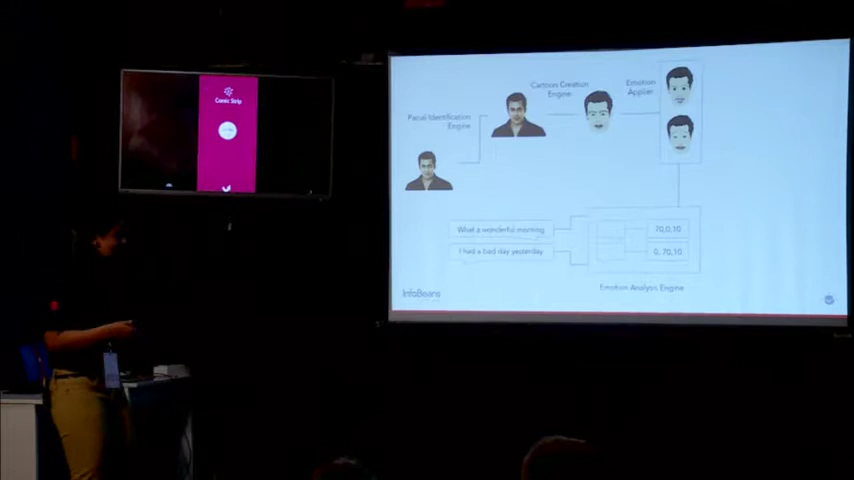 Comic Strip
Facial Identification
Engine
Cartoon Creation
Engine
Emotion
Applier
What a wonderful morning
I had a bad day yesterday
70,0,10
0, 70,10
Emotion Analysis Engine
InfoBeans